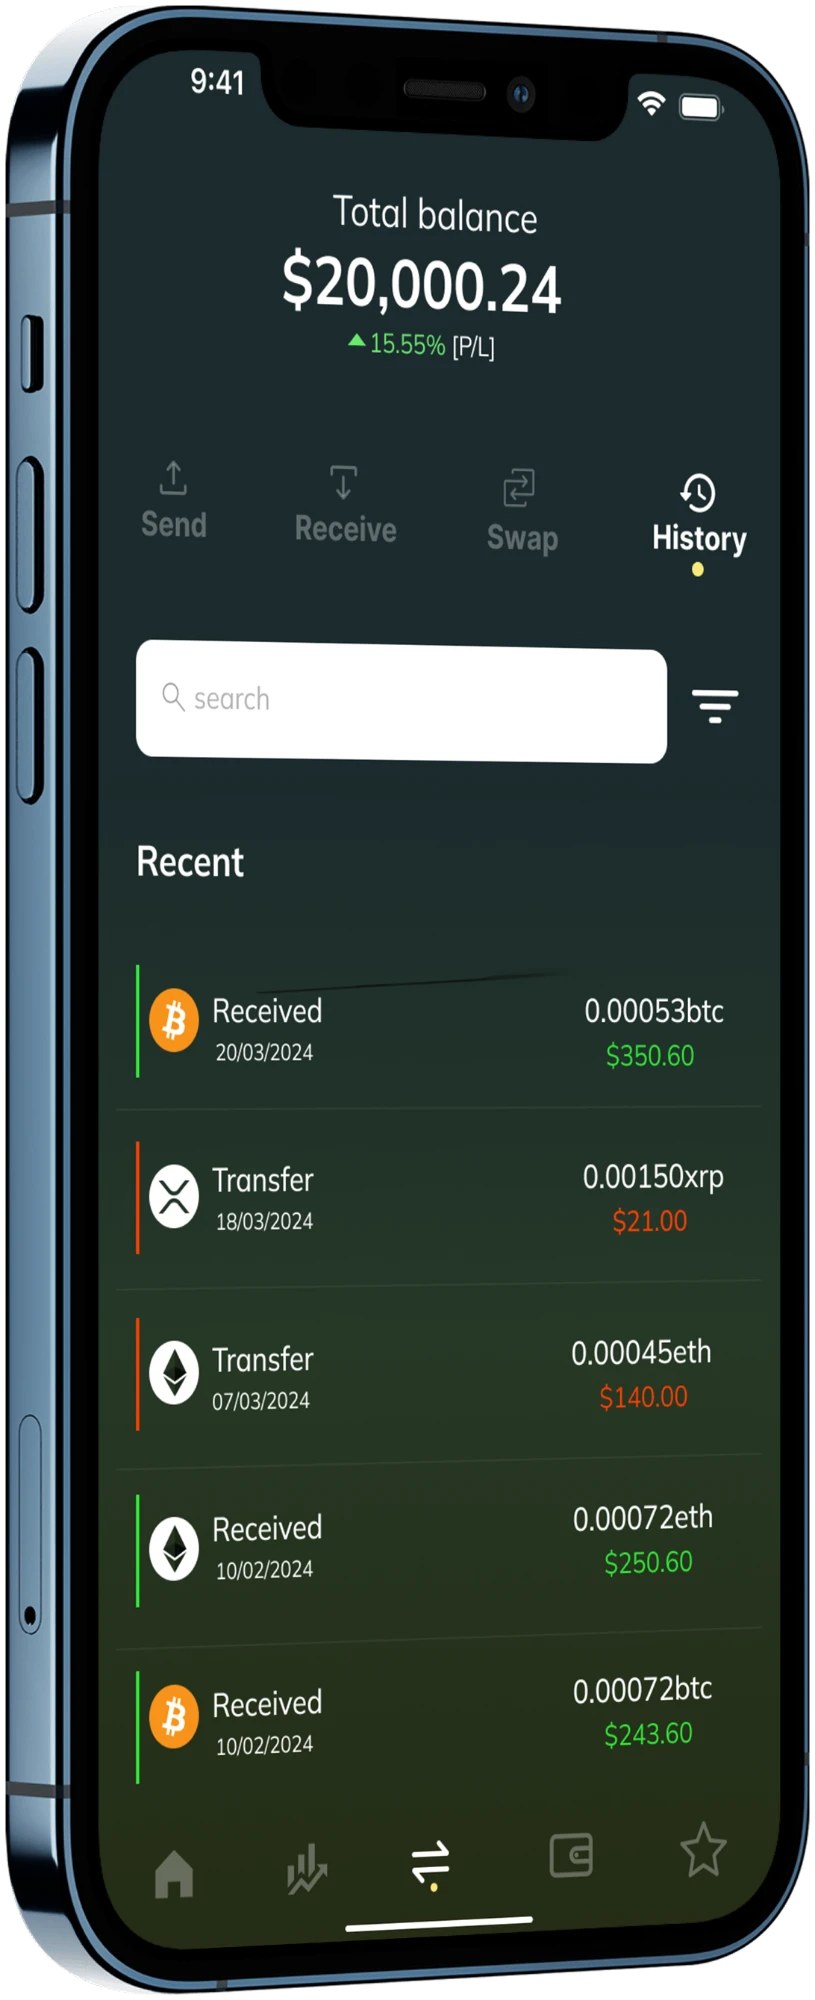 9:41
Total balance
$20,000.24
15.55% [P/L]
Send Receive Swap History
search
Recent
Received 0.00053btc
20/03/2024 $350.60
Transfer 0.00150xrp
18/03/2024 $21.00
Transfer 0.00045eth
07/03/2024 $140.00
Received 0.00072eth
10/02/2024 $250.60
Received 0.00072btc
10/02/2024 $243.60